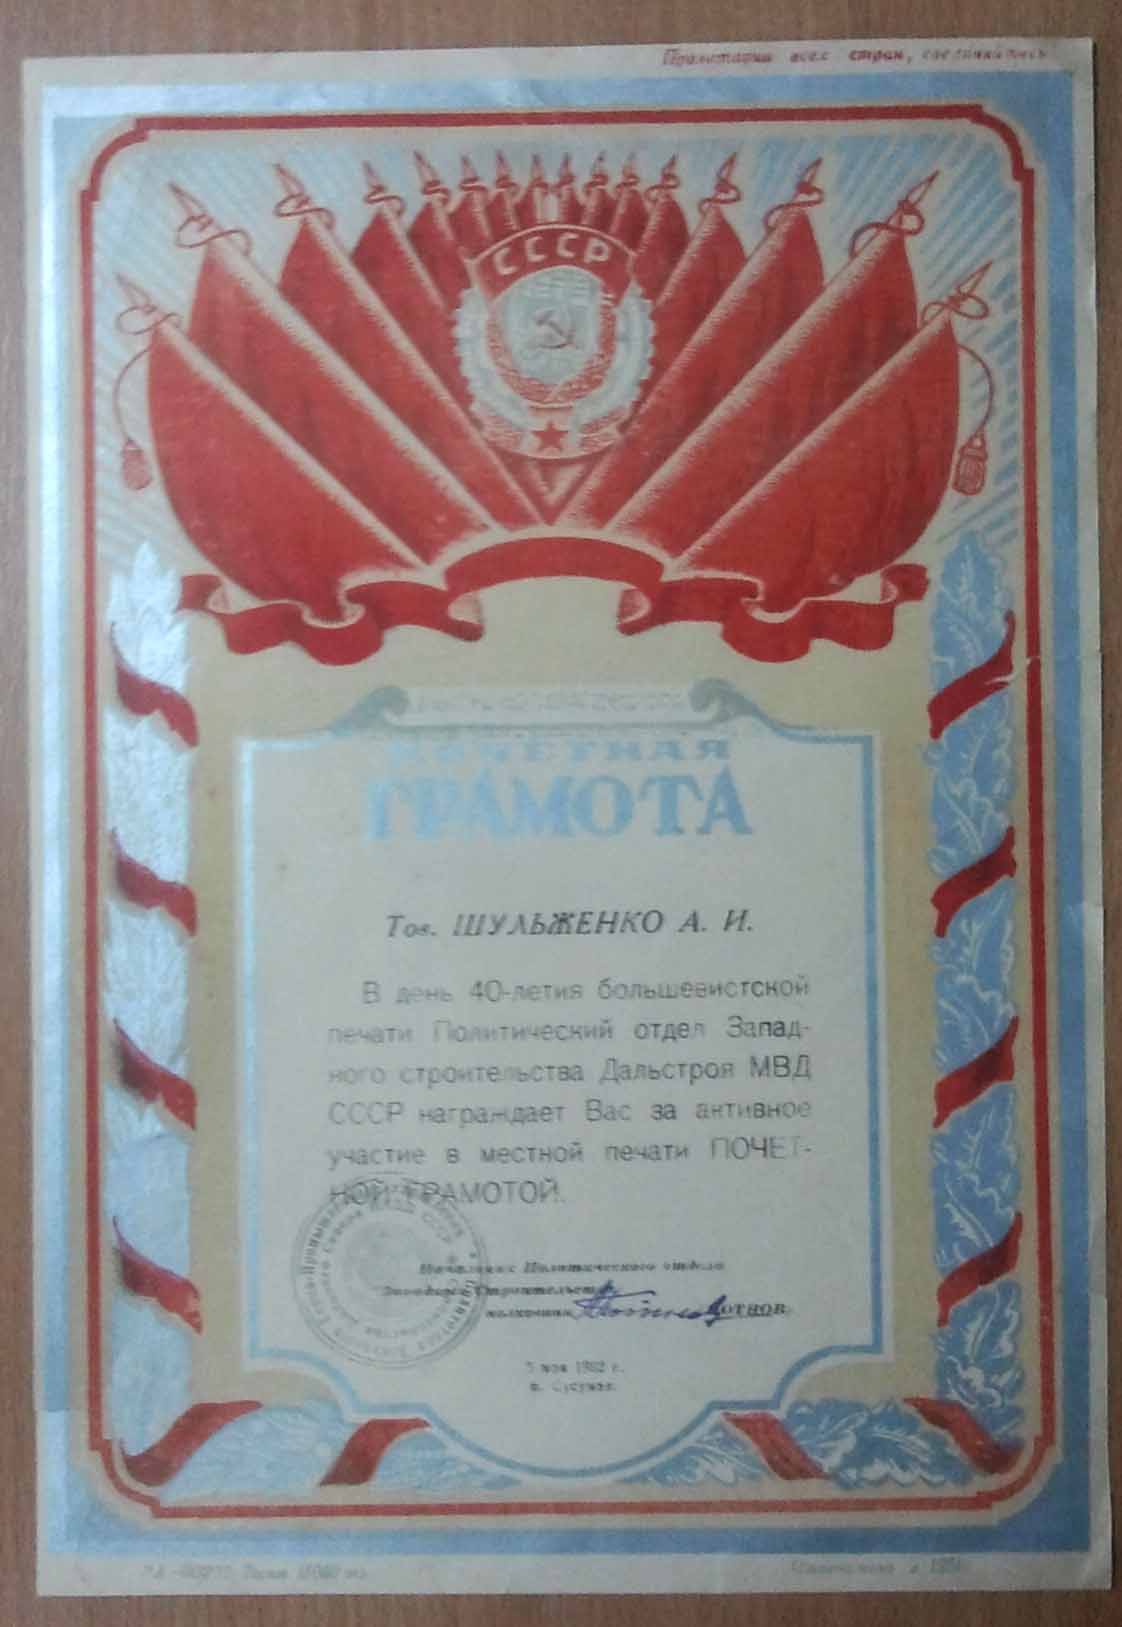 Пролетарии всех стран, соединяйтесь!
СССР
ПОЧЕТНАЯ
ГРАМОТА
Тов. ШУЛЬЖЕНКО А. И.
В день 40-летия большевистской
печати Политический отдел Запад-
ного строительства Дальстроя МВД
СССР награждает Вас за активное
участие в местной печати ПОЧЕТ-
НОЙ ГРАМОТОЙ.
Начальник Политического отдела
Западного Строительства
полковник КОТНОВ
5 мая 1952 г.
п. Сусуман.